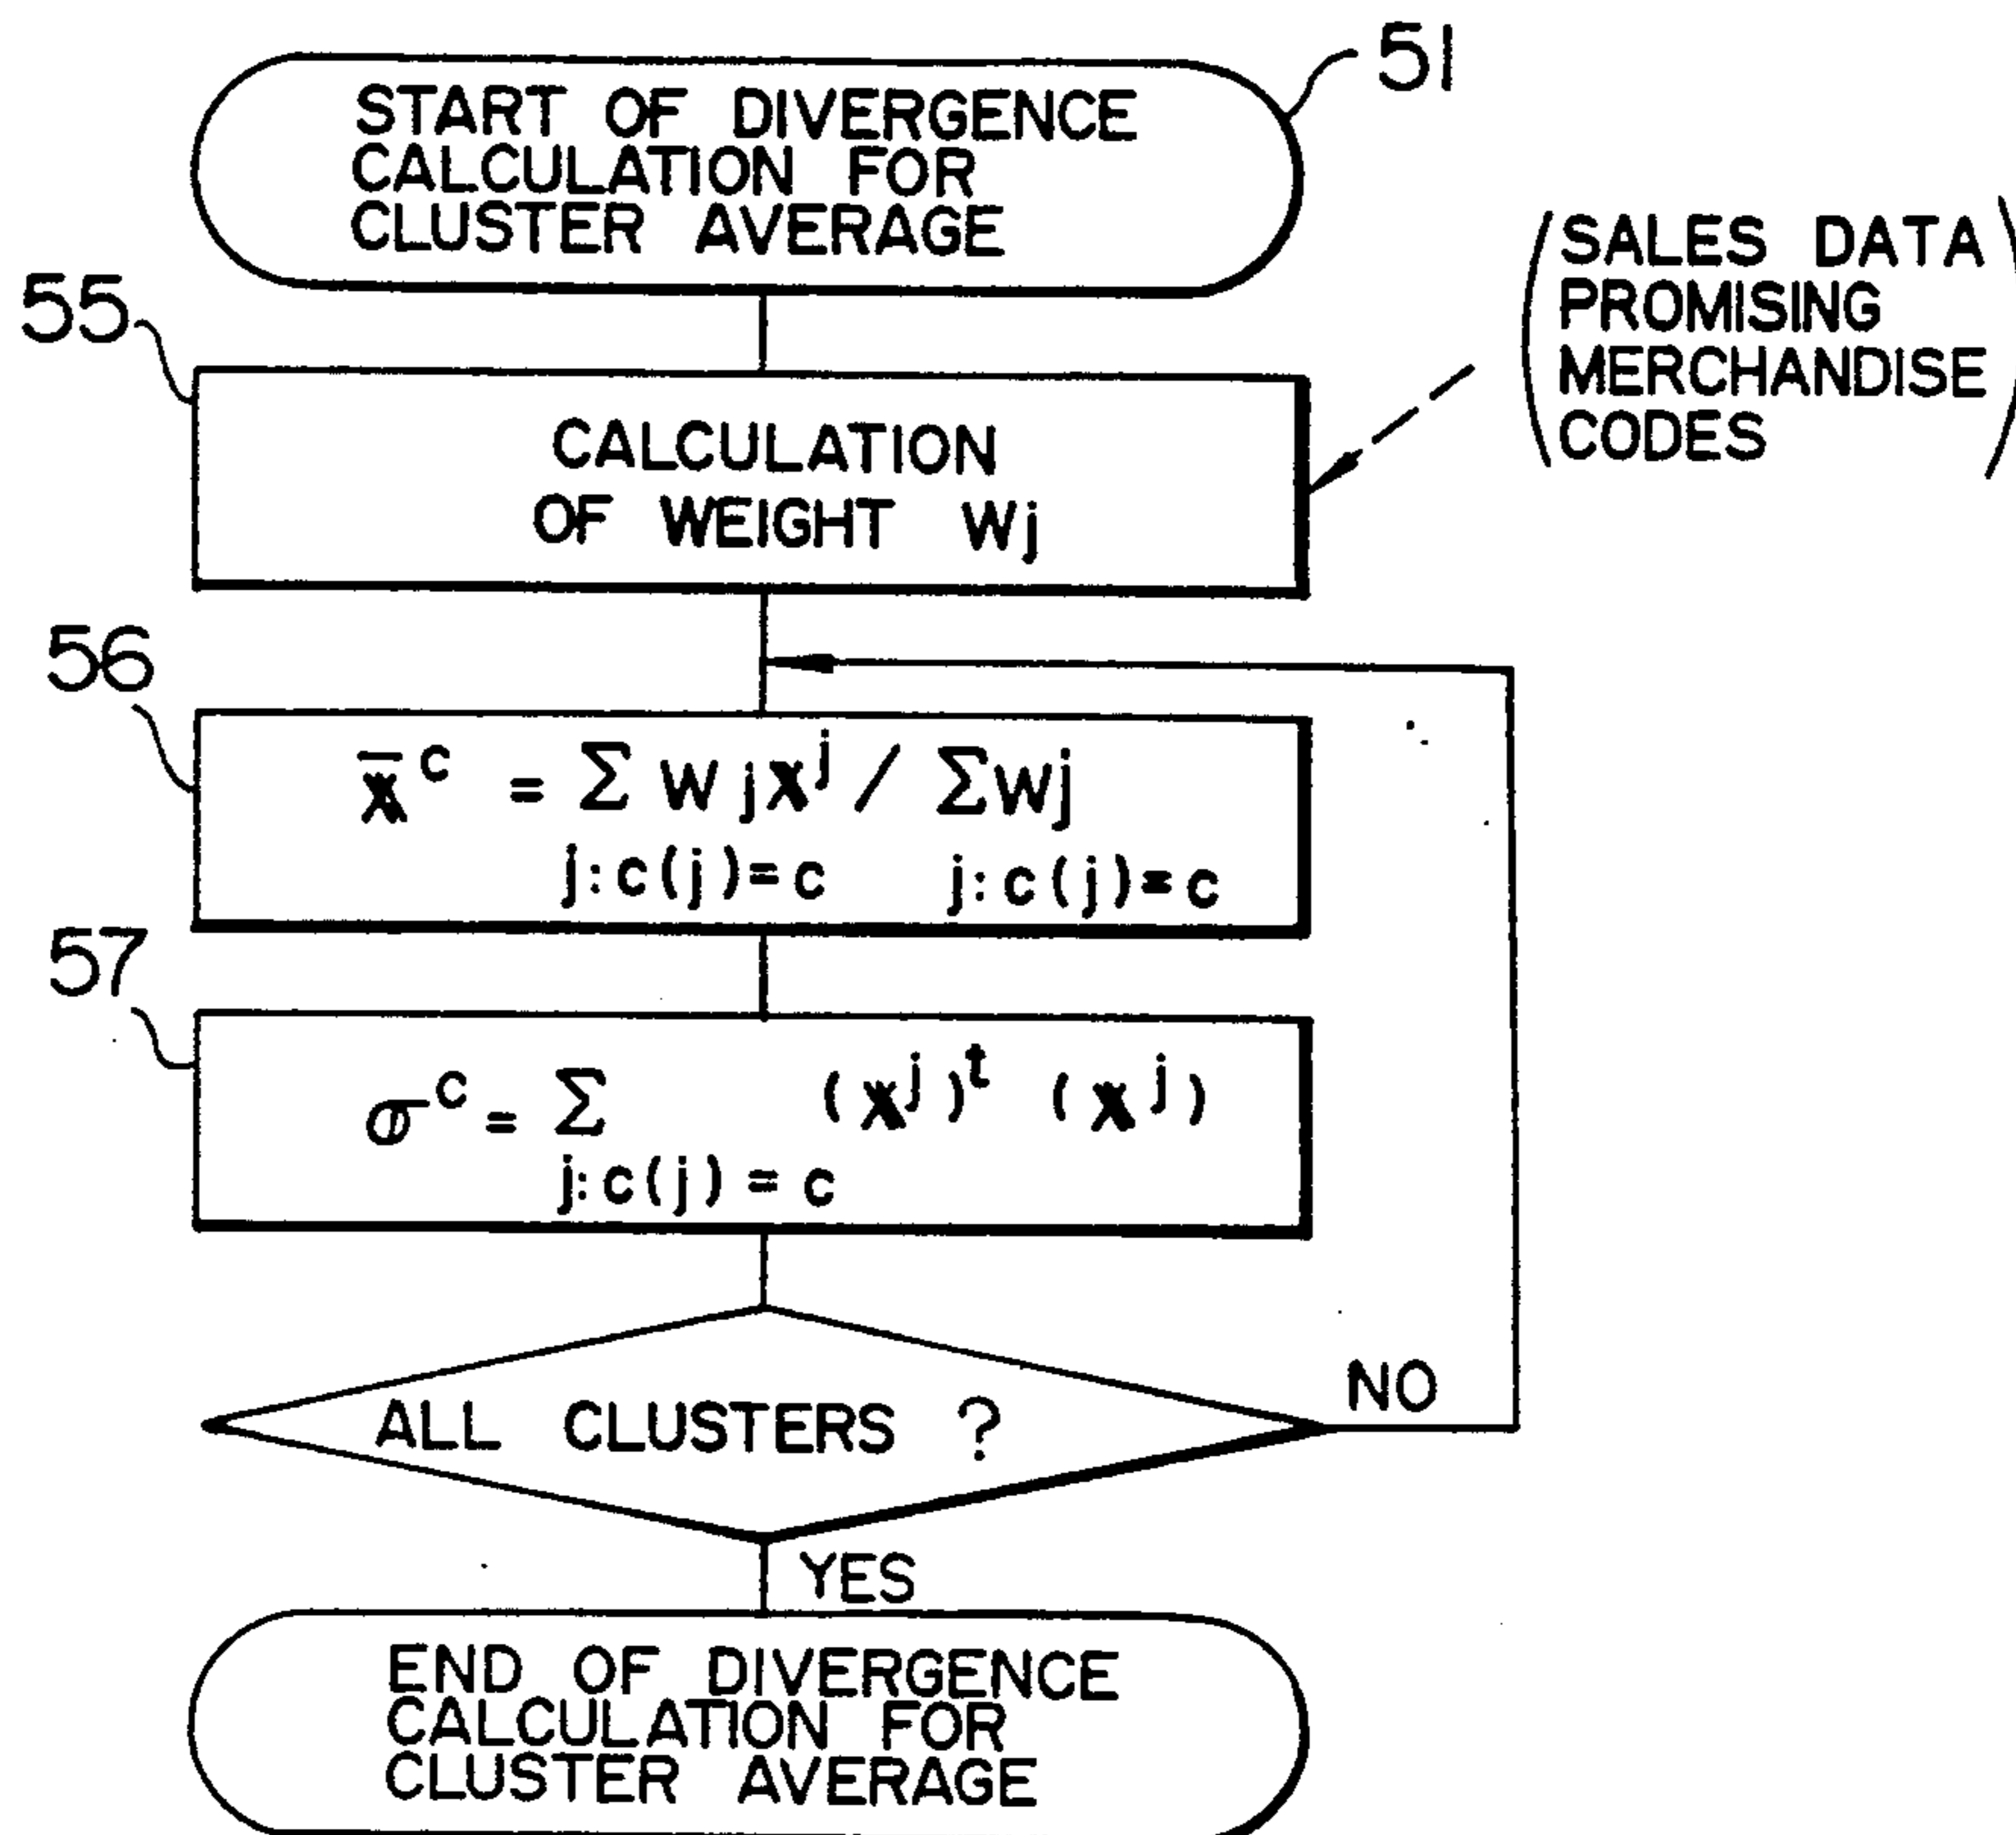 51
START OF DIVERGENCE
CALCULATION FOR
CLUSTER AVERAGE
(SALES DATA
PROMISING
MERCHANDISE
CODES)
55
CALCULATION
OF WEIGHT Wj
56
x̄ᶜ = Σ Wjxʲ / ΣWj
j:c(j)=c j:c(j)=c
57
σᶜ = Σ (xʲ)ᵗ (xʲ)
j:c(j)=c
ALL CLUSTERS ?
NO
YES
END OF DIVERGENCE
CALCULATION FOR
CLUSTER AVERAGE